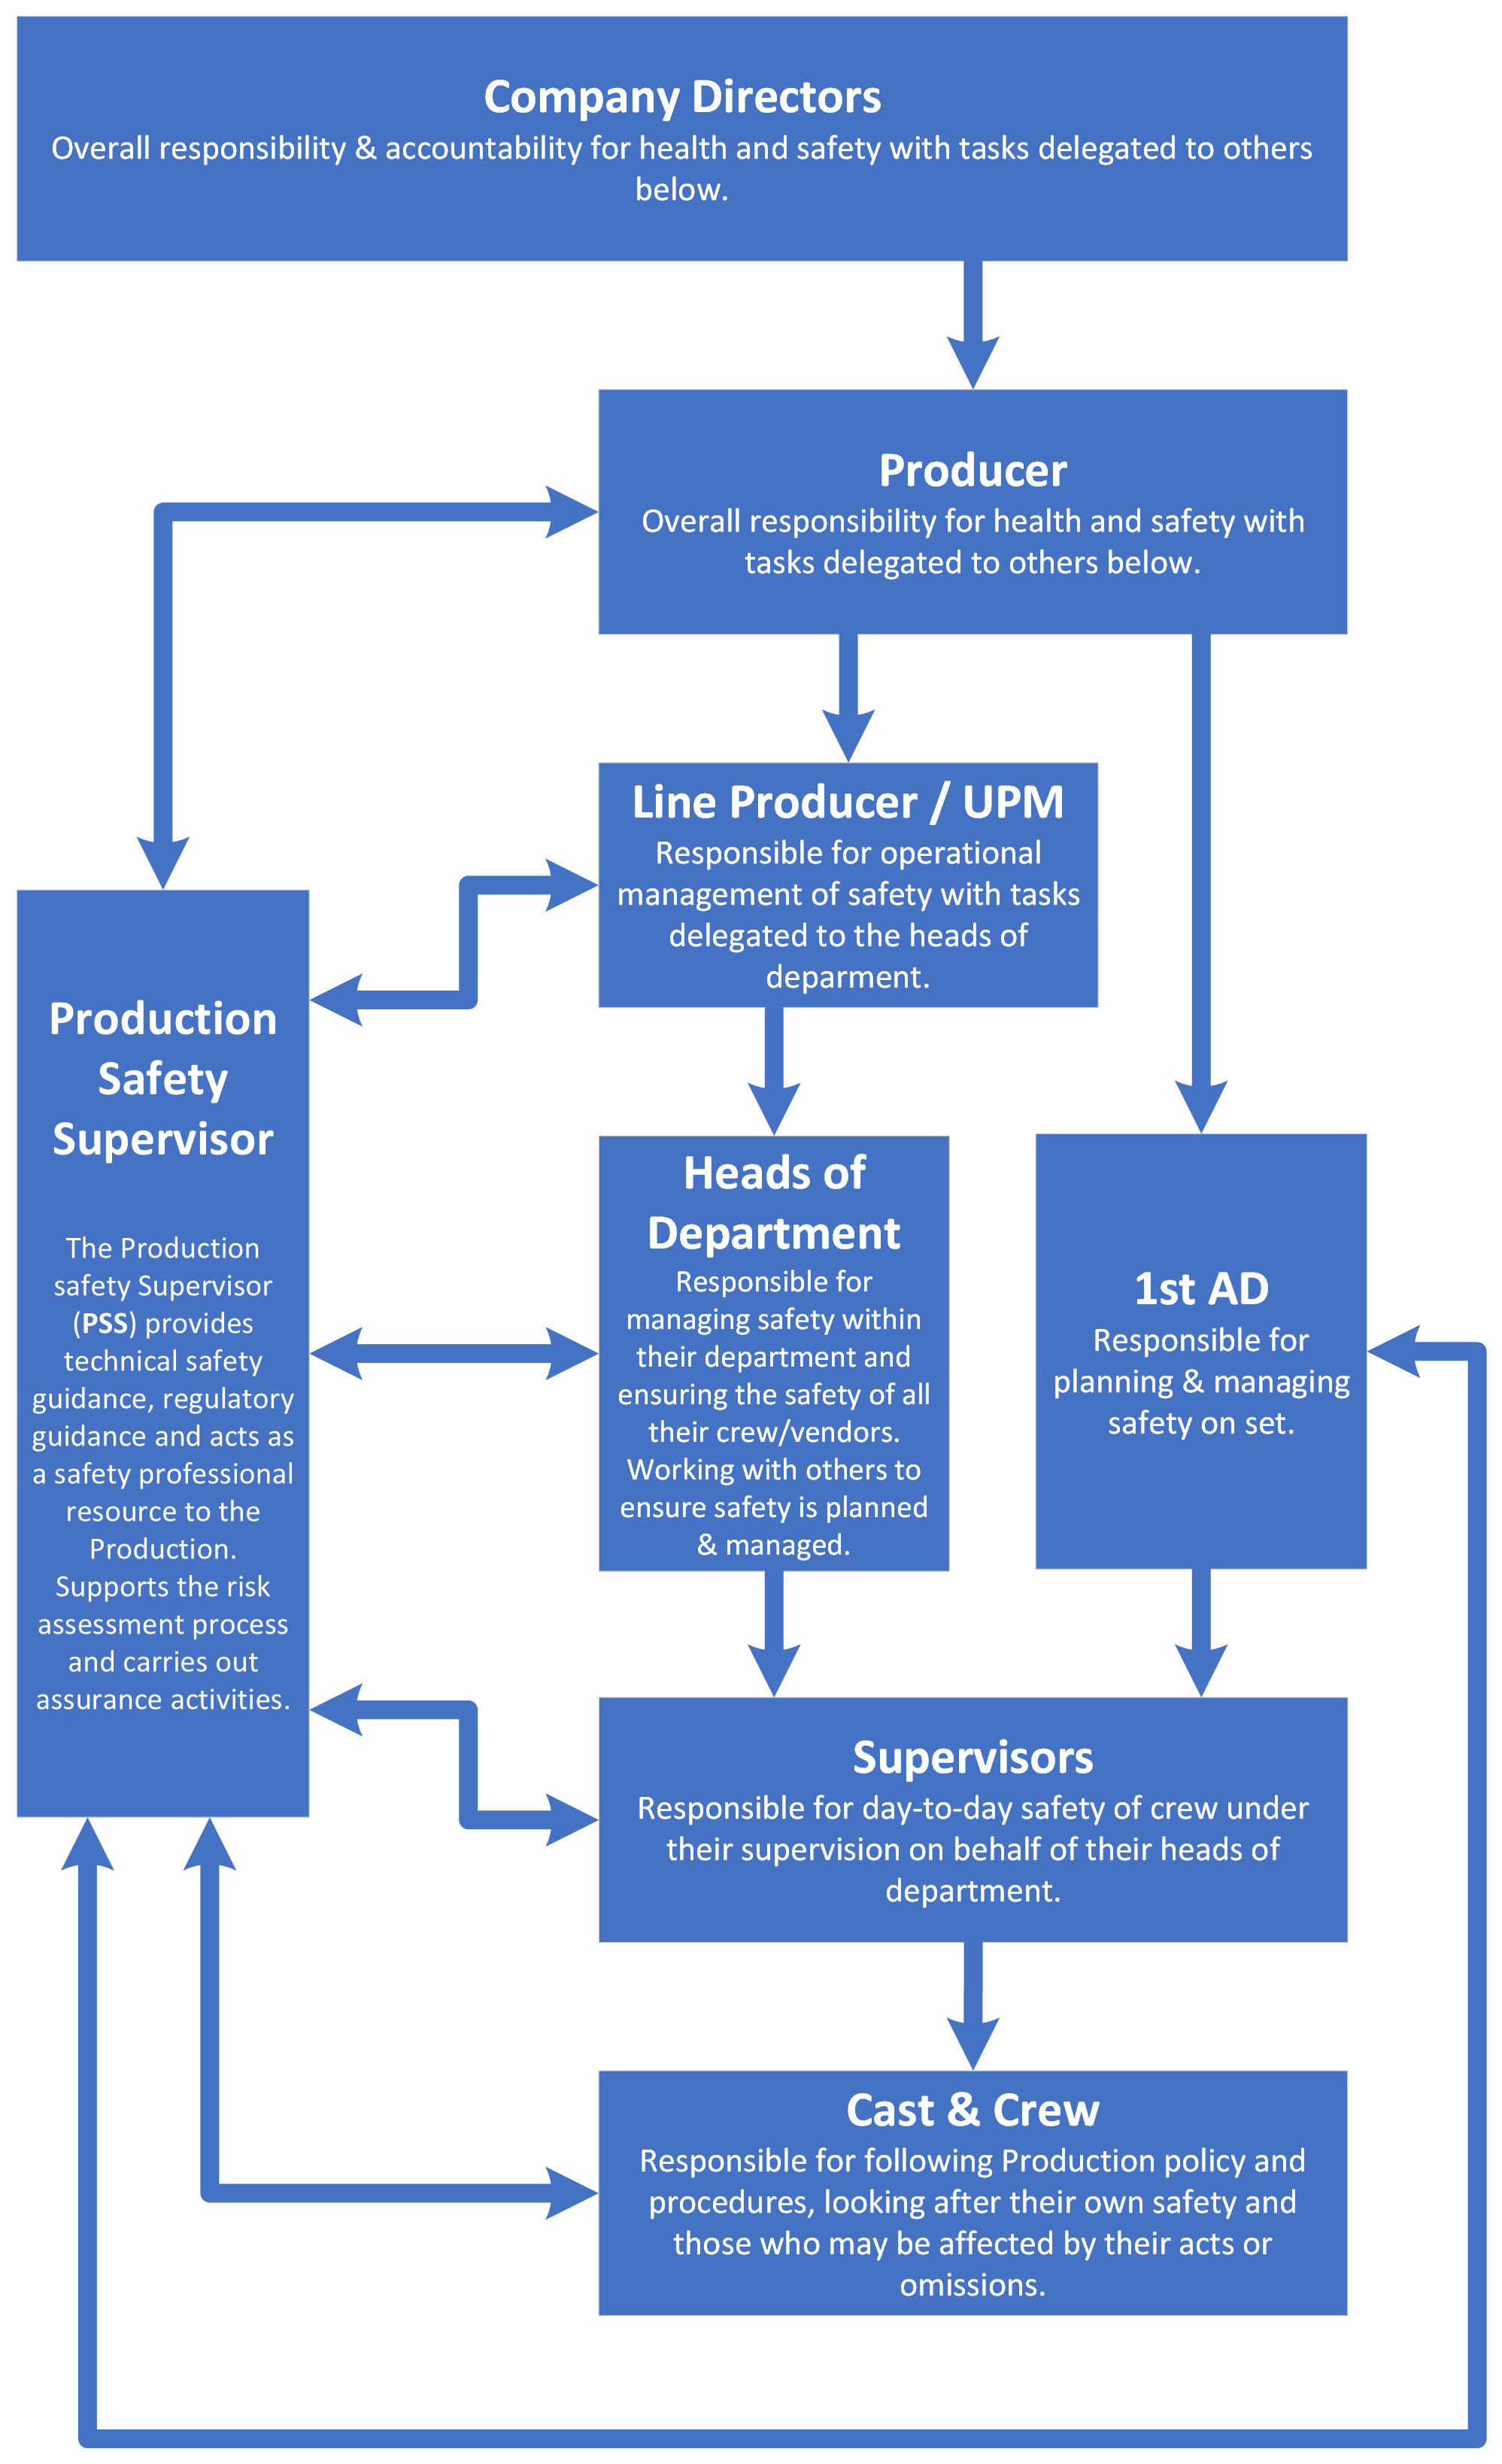 Company Directors
Overall responsibility & accountability for health and safety with tasks delegated to others
below.
Producer
Overall responsibility for health and safety with
tasks delegated to others below.
Line Producer / UPM
Responsible for operational
management of safety with tasks
delegated to the heads of
deparment.
Production
Safety
Supervisor
The Production
safety Supervisor
(PSS) provides
technical safety
guidance, regulatory
guidance and acts as
a safety professional
resource to the
Production.
Supports the risk
assessment process
and carries out
assurance activities.
Heads of
Department
Responsible for
managing safety within
their department and
ensuring the safety of all
their crew/vendors.
Working with others to
ensure safety is planned
& managed.
1st AD
Responsible for
planning & managing
safety on set.
Supervisors
Responsible for day-to-day safety of crew under
their supervision on behalf of their heads of
department.
Cast & Crew
Responsible for following Production policy and
procedures, looking after their own safety and
those who may be affected by their acts or
omissions.